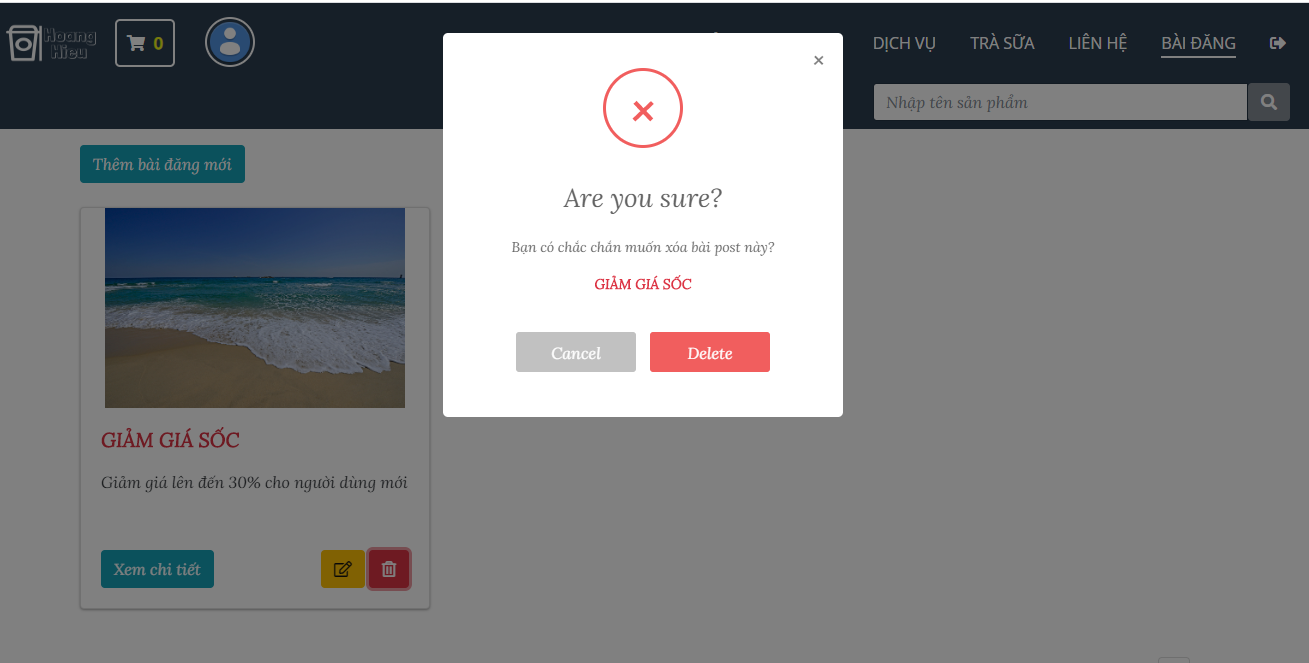 Hoang
Hieu
0
DỊCH VỤ
TRÀ SỮA
LIÊN HỆ
BÀI ĐĂNG
Nhập tên sản phẩm
Thêm bài đăng mới
Are you sure?
Bạn có chắc chắn muốn xóa bài post này?
GIẢM GIÁ SỐC
Cancel
Delete
GIẢM GIÁ SỐC
Giảm giá lên đến 30% cho người dùng mới
Xem chi tiết